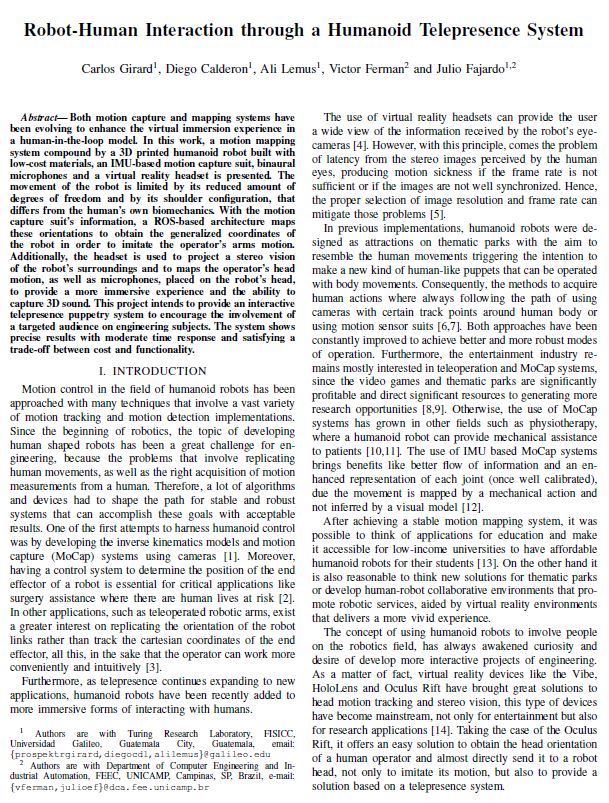 Robot-Human Interaction through a Humanoid Telepresence System
Carlos Girard1, Diego Calderon1, Ali Lemus1, Victor Ferman2 and Julio Fajardo1,2
Abstract— Both motion capture and mapping systems have
been evolving to enhance the virtual immersion experience in
a human-in-the-loop model. In this work, a motion mapping
system compound by a 3D printed humanoid robot built with
low-cost materials, an IMU-based motion capture suit, binaural
microphones and a virtual reality headset is presented. The
movement of the robot is limited by its reduced amount of
degrees of freedom and by its shoulder configuration, that
differs from the human's own biomechanics. With the motion
capture suit's information, a ROS-based architecture maps
these orientations to obtain the generalized coordinates of
the robot in order to imitate the operator's arms motion.
Additionally, the headset is used to project a stereo vision
of the robot's surroundings and to maps the operator's head
motion, as well as microphones, placed on the robot's head,
to provide a more immersive experience and the ability to
capture 3D sound. This project intends to provide an interactive
telepresence puppetry system to encourage the involvement of
a targeted audience on engineering subjects. The system shows
precise results with moderate time response and satisfying a
trade-off between cost and functionality.
I. INTRODUCTION
Motion control in the field of humanoid robots has been
approached with many techniques that involve a vast variety
of motion tracking and motion detection implementations.
Since the beginning of robotics, the topic of developing
human shaped robots has been a great challenge for en-
gineering, because the problems that involve replicating
human movements, as well as the right acquisition of motion
measurements from a human. Therefore, a lot of algorithms
and devices had to shape the path for stable and robust
systems that can accomplish these goals with acceptable
results. One of the first attempts to harness humanoid control
was by developing the inverse kinematics models and motion
capture (MoCap) systems using cameras [1]. Moreover,
having a control system to determine the position of the end
effector of a robot is essential for critical applications like
surgery assistance where there are human lives at risk [2].
In other applications, such as teleoperated robotic arms, exist
a greater interest on replicating the orientation of the robot
links rather than track the cartesian coordinates of the end
effector, all this, in the sake that the operator can work more
conveniently and intuitively [3].
Furthermore, as telepresence continues expanding to new
applications, humanoid robots have been recently added to
more immersive forms of interacting with humans.
1 Authors are with Turing Research Laboratory, FISICC,
Universidad Galileo, Guatemala City, Guatemala, email:
{prospektrgirard,diegocdl,alilemus}@galileo.edu
2 Authors are with Department of Computer Engineering and In-
dustrial Automation, FEEC, UNICAMP, Campinas, SP, Brazil, e-mail:
{vferman,julioef}@dca.fee.unicamp.br
The use of virtual reality headsets can provide the user
a wide view of the information received by the robot's eye-
cameras [4]. However, with this principle, comes the problem
of latency from the stereo images perceived by the human
eyes, producing motion sickness if the frame rate is not
sufficient or if the images are not well synchronized. Hence,
the proper selection of image resolution and frame rate can
mitigate those problems [5].
In previous implementations, humanoid robots were de-
signed as attractions on thematic parks with the aim to
resemble the human movements triggering the intention to
make a new kind of human-like puppets that can be operated
with body movements. Consequently, the methods to acquire
human actions where always following the path of using
cameras with certain track points around human body or
using motion sensor suits [6,7]. Both approaches have been
constantly improved to achieve better and more robust modes
of operation. Furthermore, the entertainment industry re-
mains mostly interested in teleoperation and MoCap systems,
since the video games and thematic parks are significantly
profitable and direct significant resources to generating more
research opportunities [8,9]. Otherwise, the use of MoCap
systems has grown in other fields such as physiotherapy,
where a humanoid robot can provide mechanical assistance
to patients [10,11]. The use of IMU based MoCap systems
brings benefits like better flow of information and an en-
hanced representation of each joint (once well calibrated),
due the movement is mapped by a mechanical action and
not inferred by a visual model [12].
After achieving a stable motion mapping system, it was
possible to think of applications for education and make
it accessible for low-income universities to have affordable
humanoid robots for their students [13]. On the other hand it
is also reasonable to think new solutions for thematic parks
or develop human-robot collaborative environments that pro-
mote robotic services, aided by virtual reality environments
that delivers a more vivid experience.
The concept of using humanoid robots to involve people
on the robotics field, has always awakened curiosity and
desire of develop more interactive projects of engineering.
As a matter of fact, virtual reality devices like the Vibe,
HoloLens and Oculus Rift have brought great solutions to
head motion tracking and stereo vision, this type of devices
have become mainstream, not only for entertainment but also
for research applications [14]. Taking the case of the Oculus
Rift, it offers an easy solution to obtain the head orientation
of a human operator and almost directly send it to a robot
head, not only to imitate its motion, but also to provide a
solution based on a telepresence system.